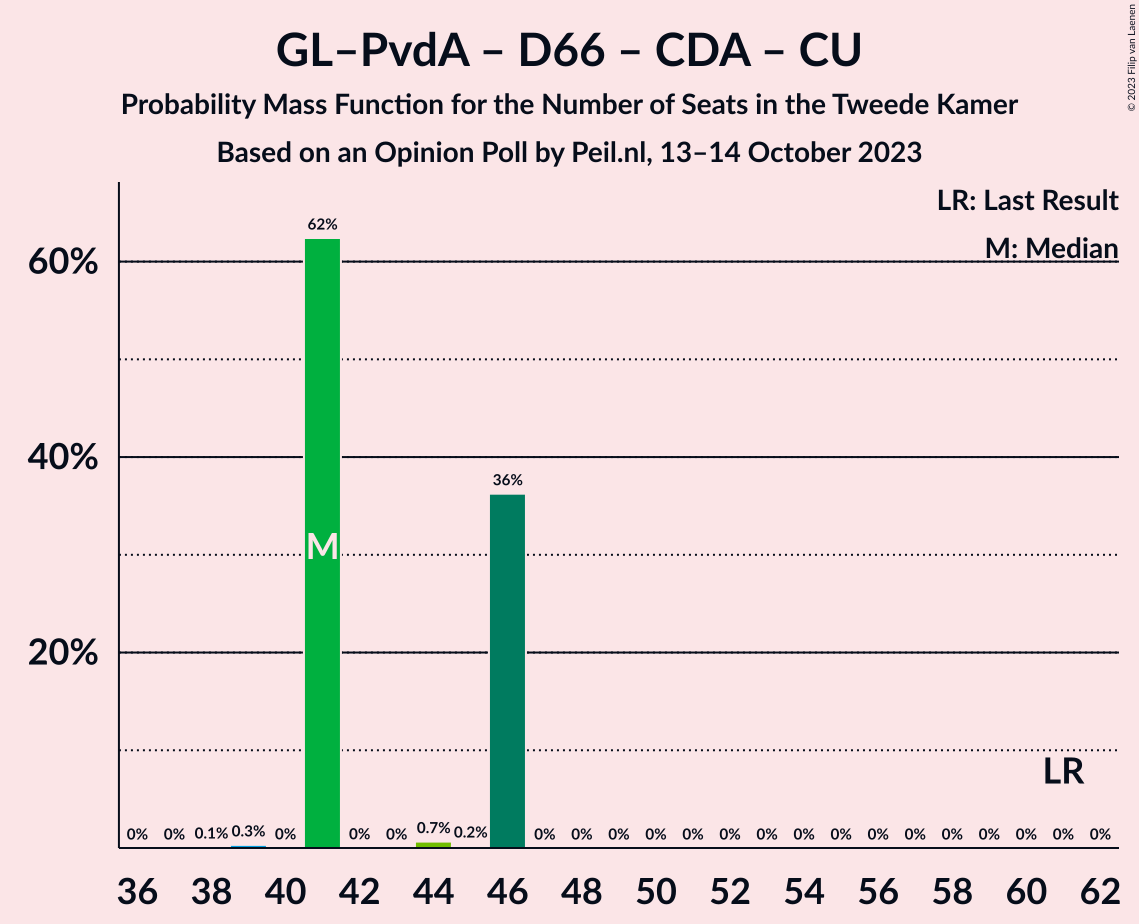 GL–PvdA – D66 – CDA – CU
Probability Mass Function for the Number of Seats in the Tweede Kamer
Based on an Opinion Poll by Peil.nl, 13–14 October 2023
© 2023 Filip van Laenen
LR: Last Result
M: Median
60%
40%
20%
62%
36%
M
LR
0% 0% 0.1% 0.3% 0% 0% 0% 0.7% 0.2% 0% 0% 0% 0% 0% 0% 0% 0% 0% 0% 0% 0% 0% 0% 0% 0%
36 38 40 42 44 46 48 50 52 54 56 58 60 62